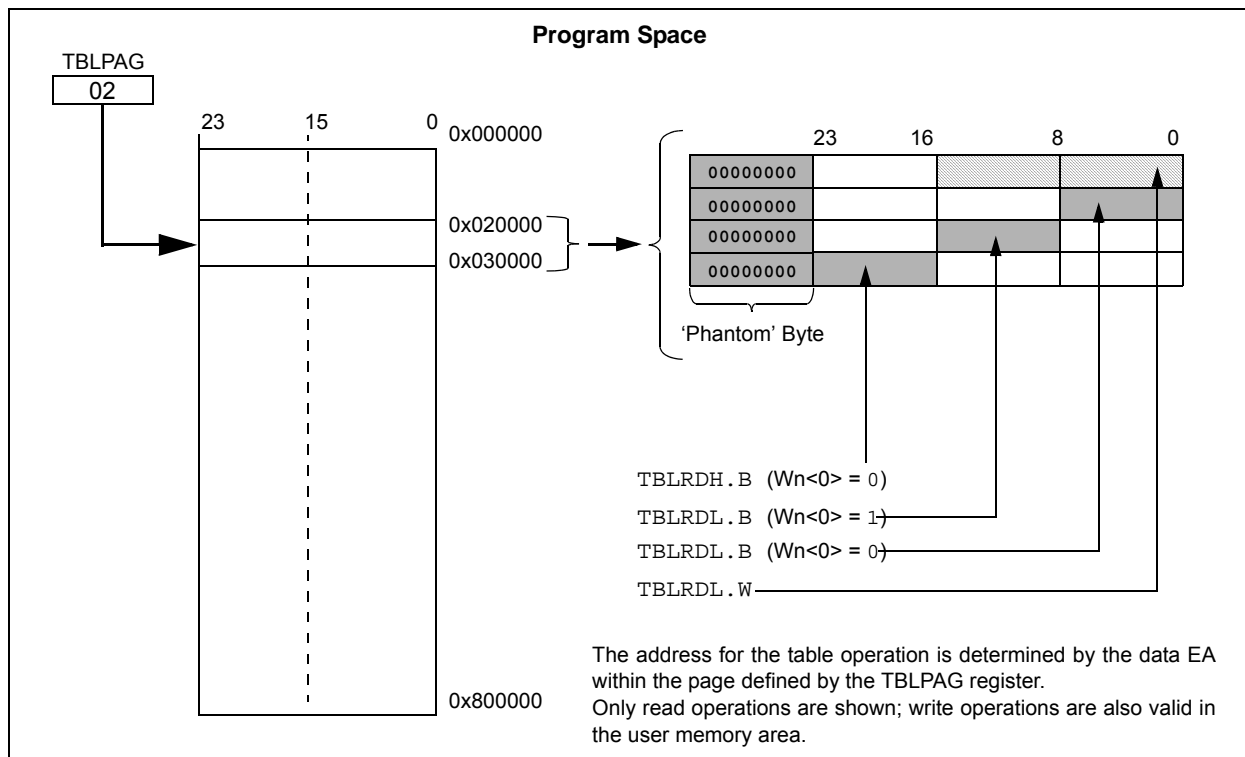 Program Space
TBLPAG
02
23 15 0
0x000000
0x020000
0x030000
0x800000
23 16 8 0
00000000
00000000
00000000
00000000
‘Phantom’ Byte
TBLRDH.B (Wn<0> = 0)
TBLRDL.B (Wn<0> = 1)
TBLRDL.B (Wn<0> = 0)
TBLRDL.W
The address for the table operation is determined by the data EA
within the page defined by the TBLPAG register.
Only read operations are shown; write operations are also valid in
the user memory area.